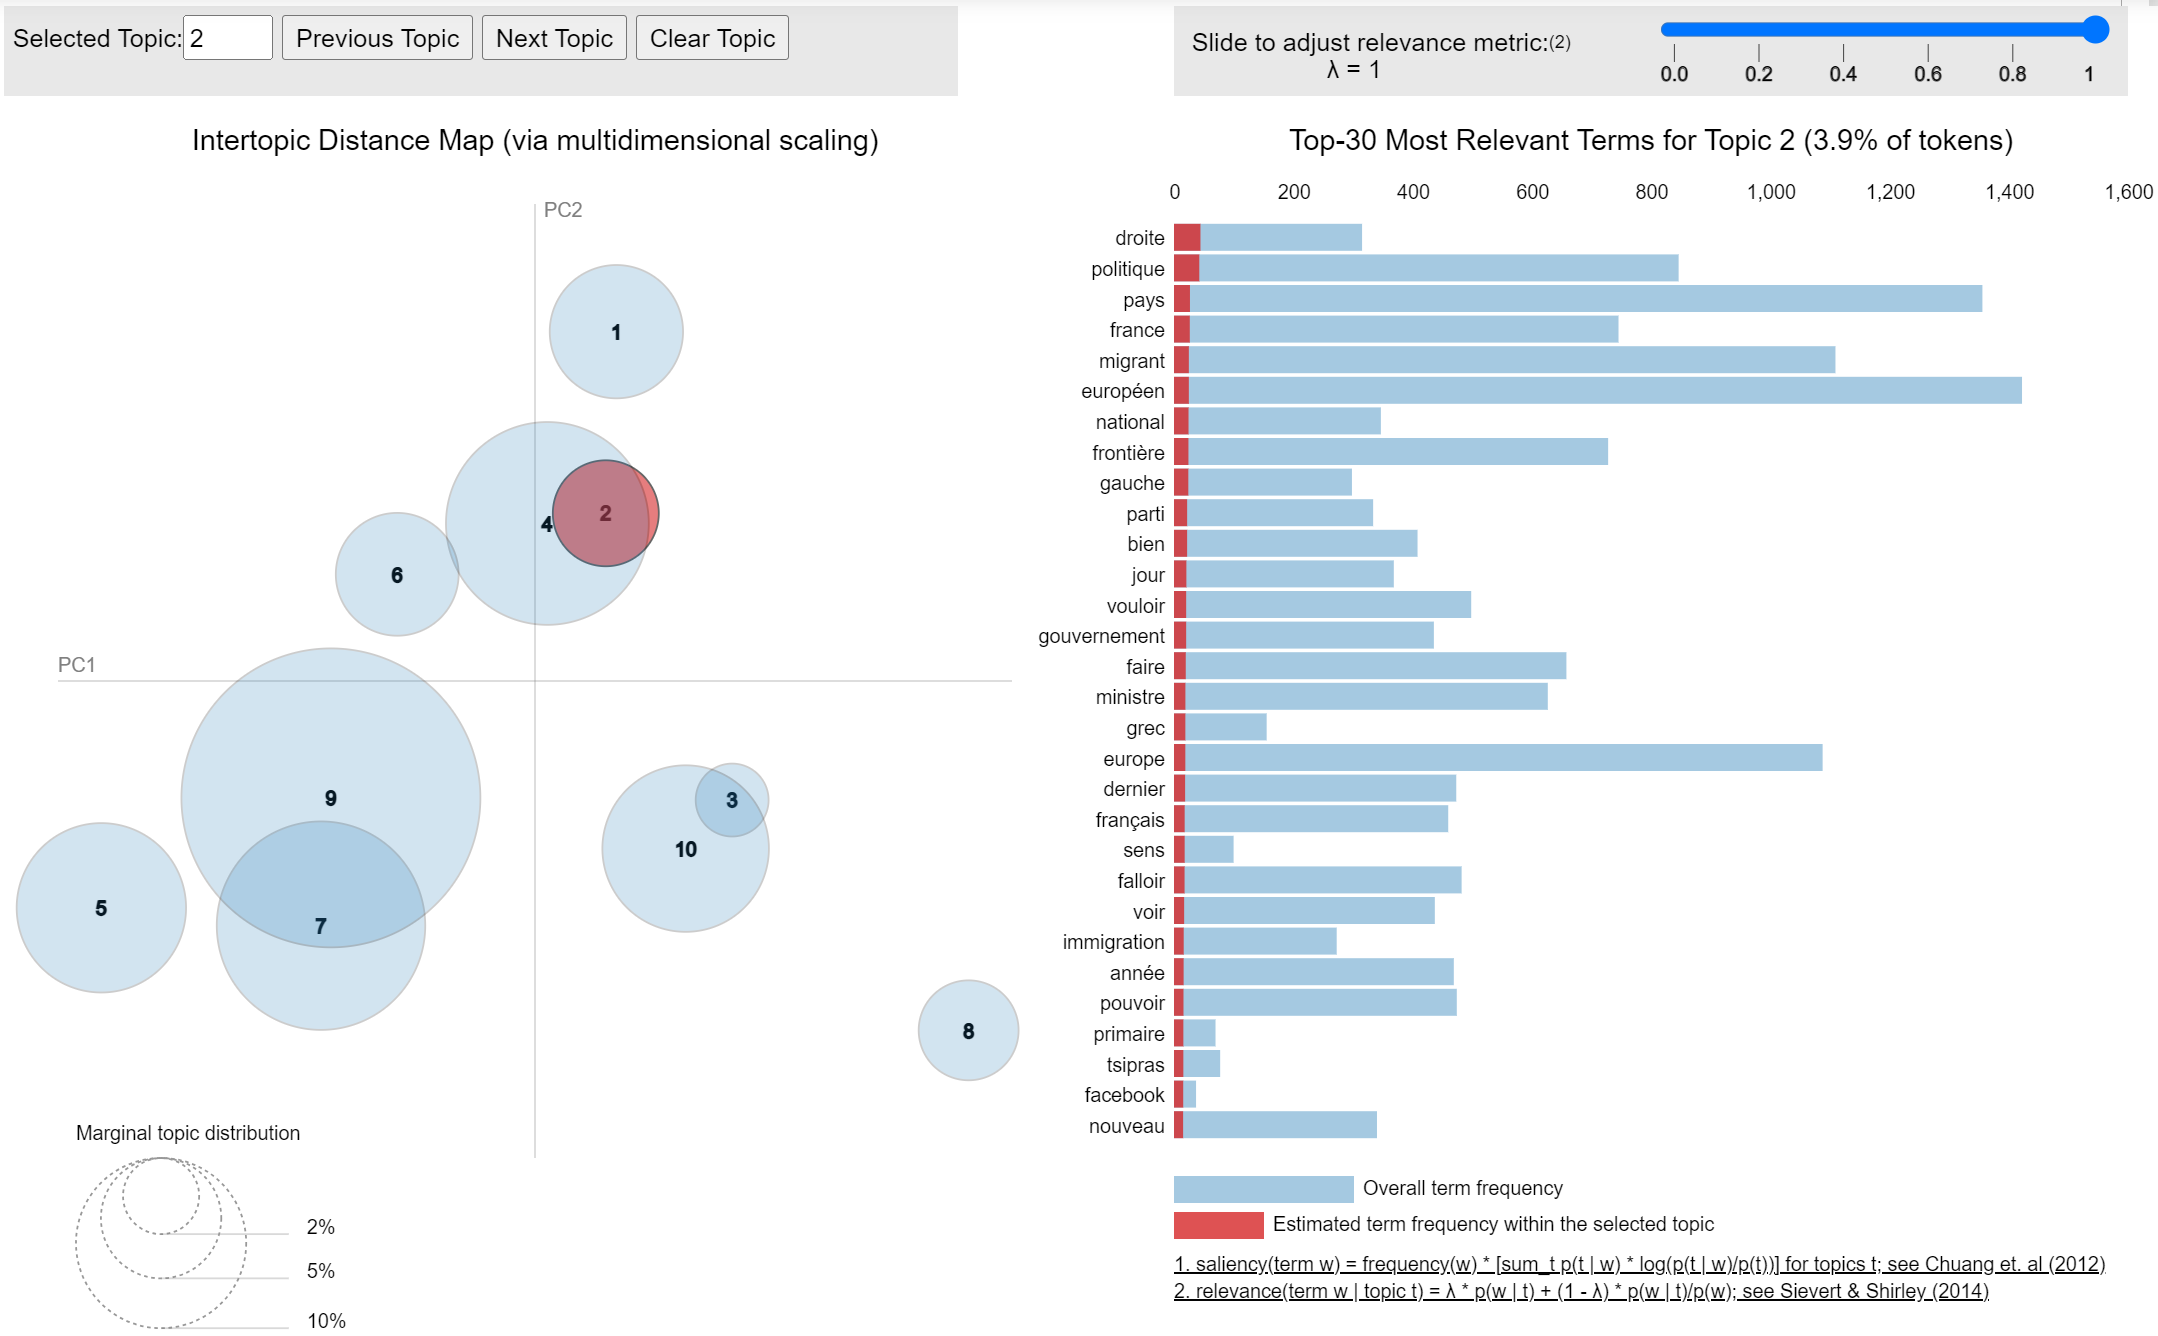 Selected Topic: 2 Previous Topic Next Topic Clear Topic
Slide to adjust relevance metric:(2)
λ = 1
0.0 0.2 0.4 0.6 0.8 1
Intertopic Distance Map (via multidimensional scaling)
PC2
PC1
1
2
4
6
9
3
10
5
7
8
Marginal topic distribution
2%
5%
10%
Top-30 Most Relevant Terms for Topic 2 (3.9% of tokens)
0 200 400 600 800 1,000 1,200 1,400 1,600
droite
politique
pays
france
migrant
européen
national
frontière
gauche
parti
bien
jour
vouloir
gouvernement
faire
ministre
grec
europe
dernier
français
sens
falloir
voir
immigration
année
pouvoir
primaire
tsipras
facebook
nouveau
Overall term frequency
Estimated term frequency within the selected topic
1. saliency(term w) = frequency(w) * [sum_t p(t | w) * log(p(t | w)/p(t))] for topics t; see Chuang et. al (2012)
2. relevance(term w | topic t) = λ * p(w | t) + (1 - λ) * p(w | t)/p(w); see Sievert & Shirley (2014)